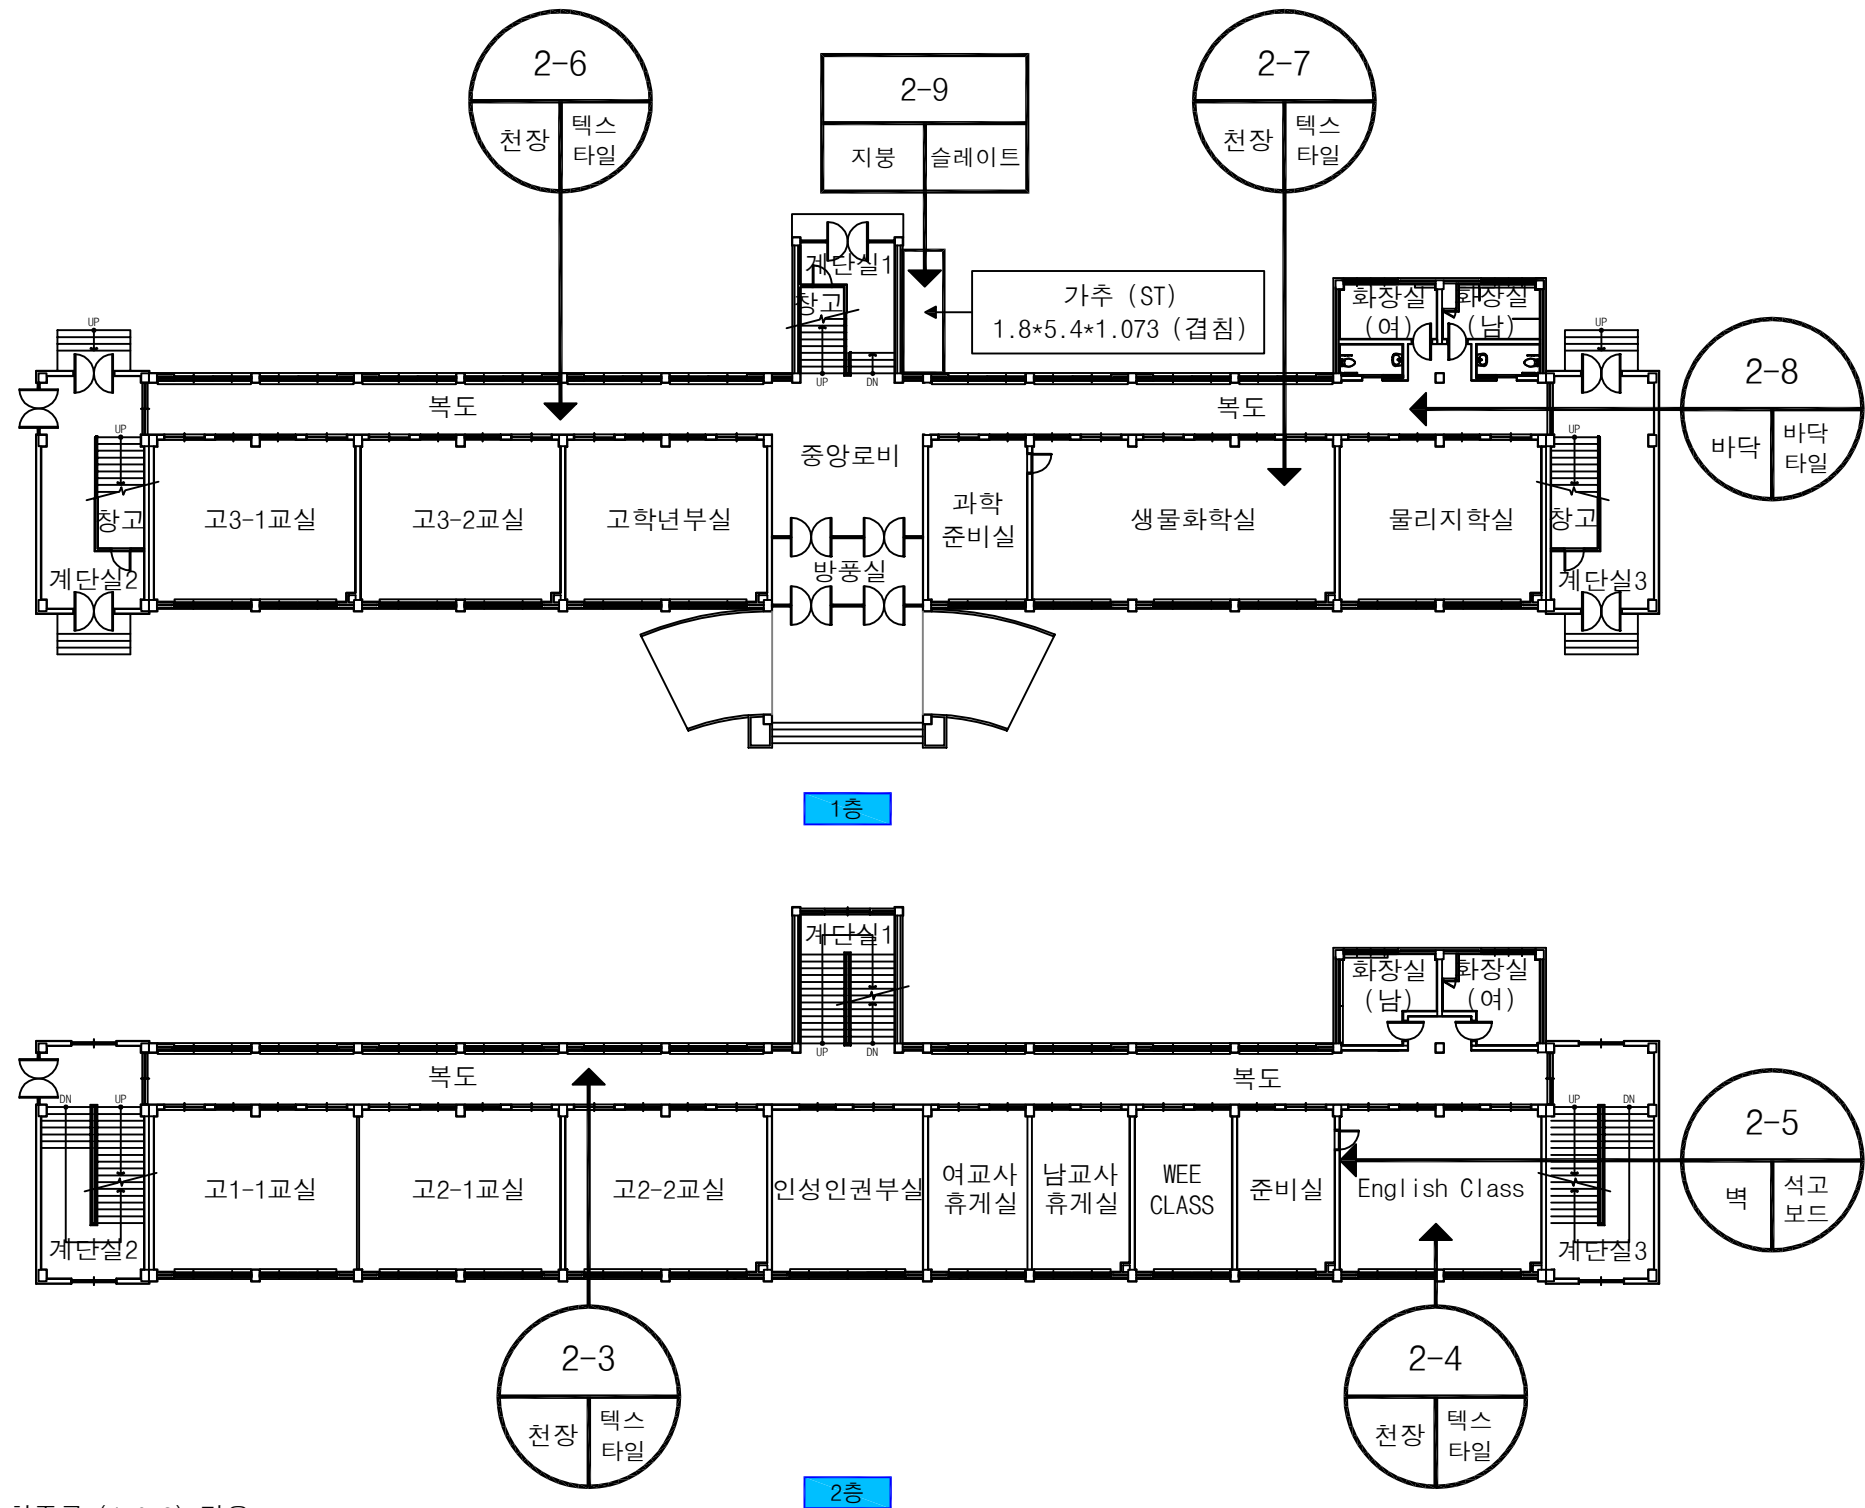 2-6
천장
텍스
타일
2-9
지붕
슬레이트
2-7
천장
텍스
타일
계단실1
창고
UP
DN
가추 (ST)
1.8*5.4*1.073 (겹침)
화장실
(여)
화장실
(남)
UP
UP
2-8
바닥
바닥
타일
복도
복도
UP
UP
중앙로비
창고
고3-1교실
고3-2교실
고학년부실
과학
준비실
생물화학실
물리지학실
창고
방풍실
계단실2
계단실3
1층
계단실1
UP
DN
화장실
(남)
화장실
(여)
복도
복도
DN
UP
UP
DN
2-5
벽
석고
보드
고1-1교실
고2-1교실
고2-2교실
인성인권부실
여교사
휴게실
남교사
휴게실
WEE
CLASS
준비실
English Class
계단실2
계단실3
2-3
천장
텍스
타일
2-4
천장
텍스
타일
2층